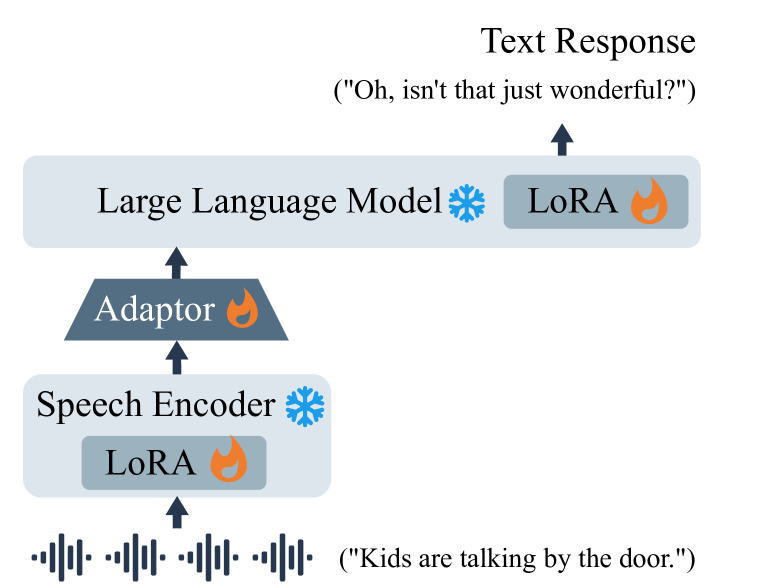 Text Response
("Oh, isn't that just wonderful?")
Large Language Model LoRA
Adaptor
Speech Encoder
LoRA
("Kids are talking by the door.")